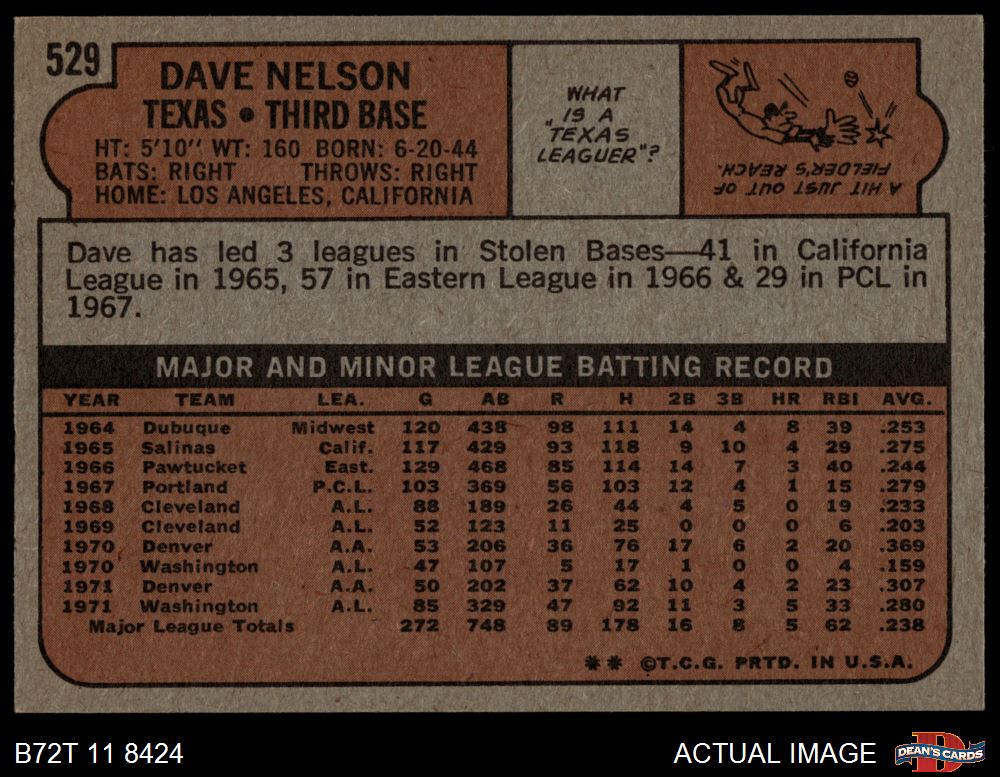 529
DAVE NELSON
TEXAS • THIRD BASE
HT: 5'10" WT: 160 BORN: 6-20-44
BATS: RIGHT THROWS: RIGHT
HOME: LOS ANGELES, CALIFORNIA
WHAT
IS A
"TEXAS
LEAGUER"?
A HIT JUST OUT OF
FIELDER'S REACH.
Dave has led 3 leagues in Stolen Bases—41 in California
League in 1965, 57 in Eastern League in 1966 & 29 in PCL in
1967.
MAJOR AND MINOR LEAGUE BATTING RECORD
YEAR TEAM LEA. G AB R H 2B 3B HR RBI AVG.
1964 Dubuque Midwest 120 438 98 111 14 4 8 39 .253
1965 Salinas Calif. 117 429 93 118 9 10 4 29 .275
1966 Pawtucket East. 129 468 85 114 14 7 3 40 .244
1967 Portland P.C.L. 103 369 56 103 12 4 1 15 .279
1968 Cleveland A.L. 88 189 26 44 4 5 0 19 .233
1969 Cleveland A.L. 52 123 11 25 0 0 0 6 .203
1970 Denver A.A. 53 206 36 76 17 6 2 20 .369
1970 Washington A.L. 47 107 5 17 1 0 0 4 .159
1971 Denver A.A. 50 202 37 62 10 4 2 23 .307
1971 Washington A.L. 85 329 47 92 11 3 5 33 .280
Major League Totals 272 748 89 178 16 8 5 62 .238
** ©T.C.G. PRTD. IN U.S.A.
B72T 11 8424
ACTUAL IMAGE
B
DEAN'S CARDS